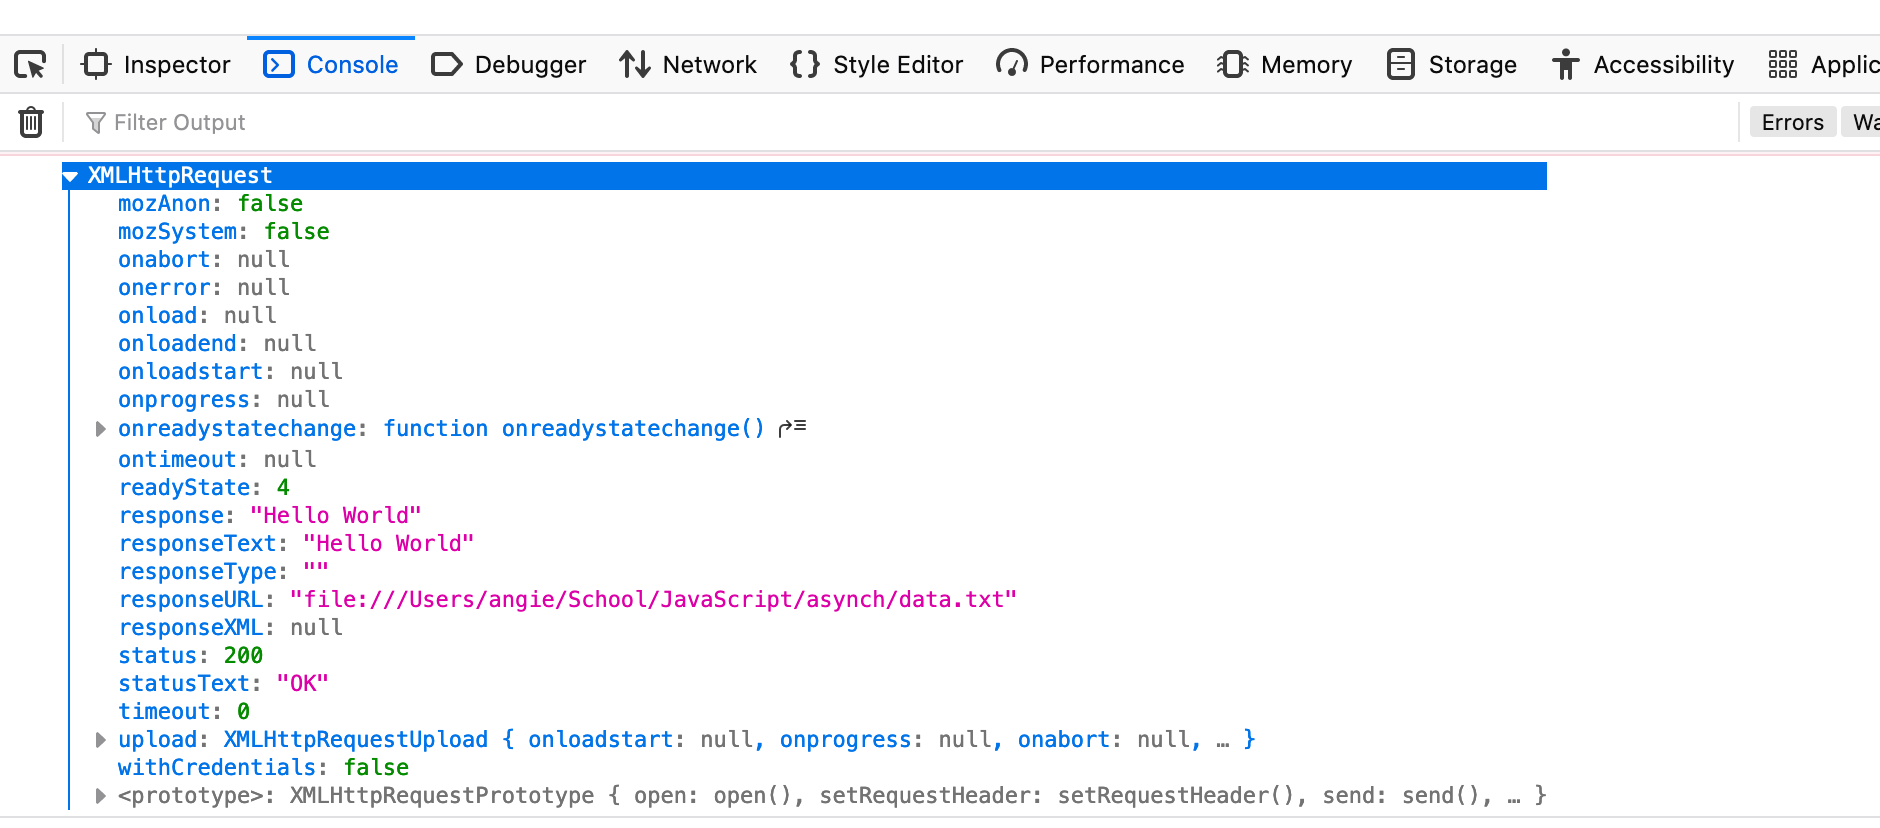 Inspector Console Debugger Network {} Style Editor Performance Memory Storage Accessibility Applic
Filter Output Errors Wa
XMLHttpRequest
mozAnon: false
mozSystem: false
onabort: null
onerror: null
onload: null
onloadend: null
onloadstart: null
onprogress: null
onreadystatechange: function onreadystatechange()
ontimeout: null
readyState: 4
response: "Hello World"
responseText: "Hello World"
responseType: ""
responseURL: "file:///Users/angie/School/JavaScript/asynch/data.txt"
responseXML: null
status: 200
statusText: "OK"
timeout: 0
upload: XMLHttpRequestUpload { onloadstart: null, onprogress: null, onabort: null, … }
withCredentials: false
<prototype>: XMLHttpRequestPrototype { open: open(), setRequestHeader: setRequestHeader(), send: send(), … }